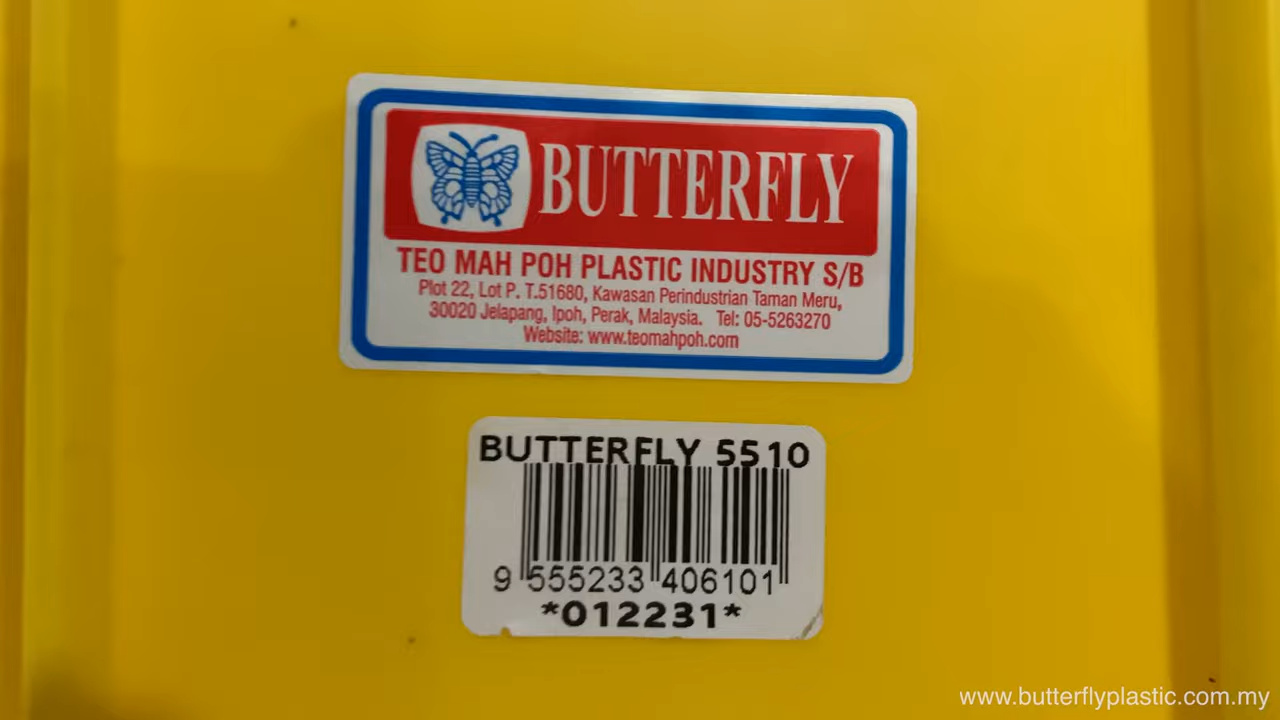 BUTTERFLY
TEO MAH POH PLASTIC INDUSTRY S/B
Plot 22, Lot P. T.51680, Kawasan Perindustrian Taman Meru,
30020 Jelapang, Ipoh, Perak, Malaysia. Tel: 05-5263270
Website: www.teomahpoh.com
BUTTERFLY 5510
9 555233 406101
*012231*
www.butterflyplastic.com.my